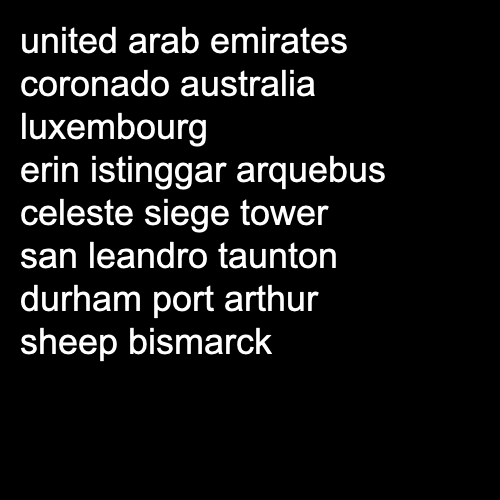 united arab emirates
coronado australia
luxembourg
erin istinggar arquebus
celeste siege tower
san leandro taunton
durham port arthur
sheep bismarck